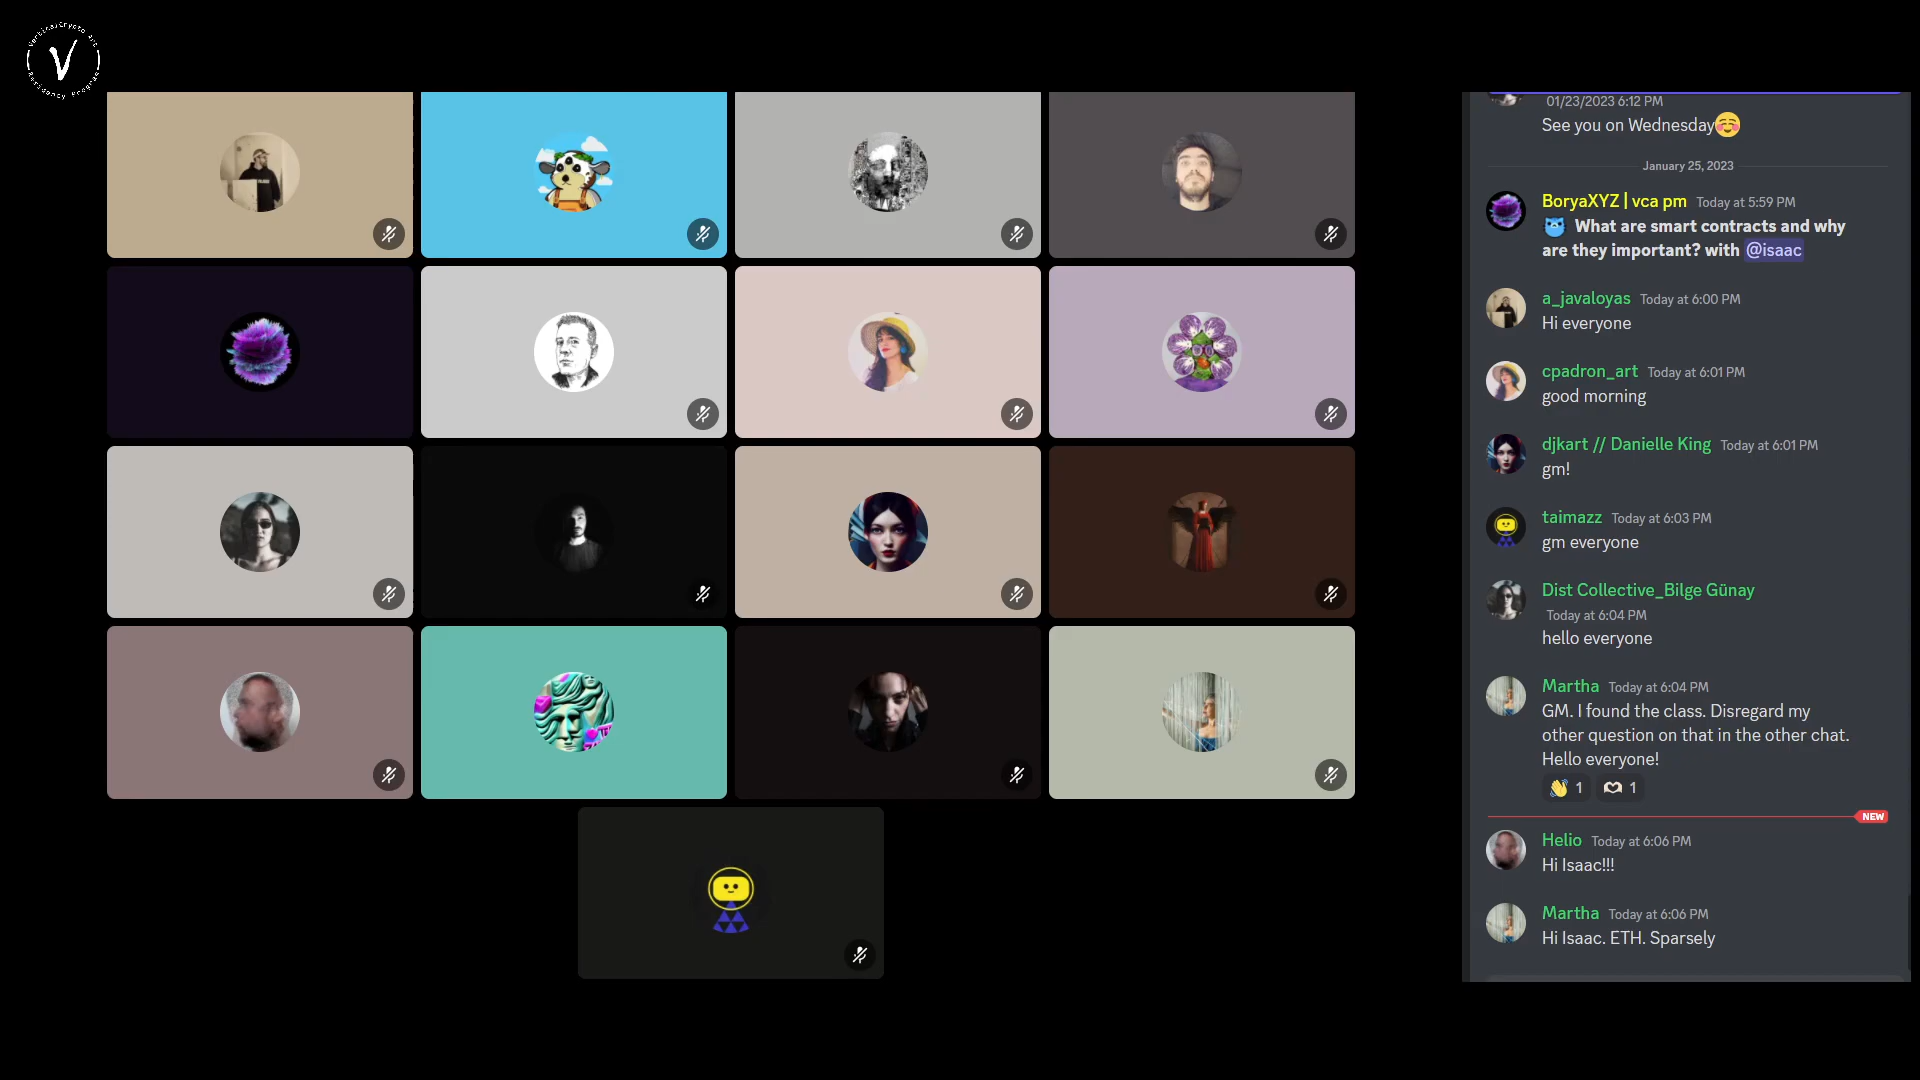 VerticalCrypto Art
V
Residency Program
01/23/2023 6:12 PM
See you on Wednesday
January 25, 2023
BoryaXYZ | vca pm Today at 5:59 PM
What are smart contracts and why
are they important? with @isaac
a_javaloyas Today at 6:00 PM
Hi everyone
cpadron_art Today at 6:01 PM
good morning
djkart // Danielle King Today at 6:01 PM
gm!
taimazz Today at 6:03 PM
gm everyone
Dist Collective_Bilge Günay
Today at 6:04 PM
hello everyone
Martha Today at 6:04 PM
GM. I found the class. Disregard my
other question on that in the other chat.
Hello everyone!
1 1
NEW
Helio Today at 6:06 PM
Hi Isaac!!!
Martha Today at 6:06 PM
Hi Isaac. ETH. Sparsely